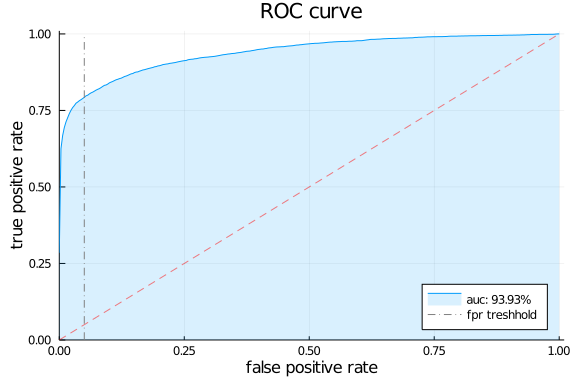 ROC curve
true positive rate
1.00
0.75
0.50
0.25
0.00
auc: 93.93%
fpr treshhold
0.00 0.25 0.50 0.75 1.00
false positive rate